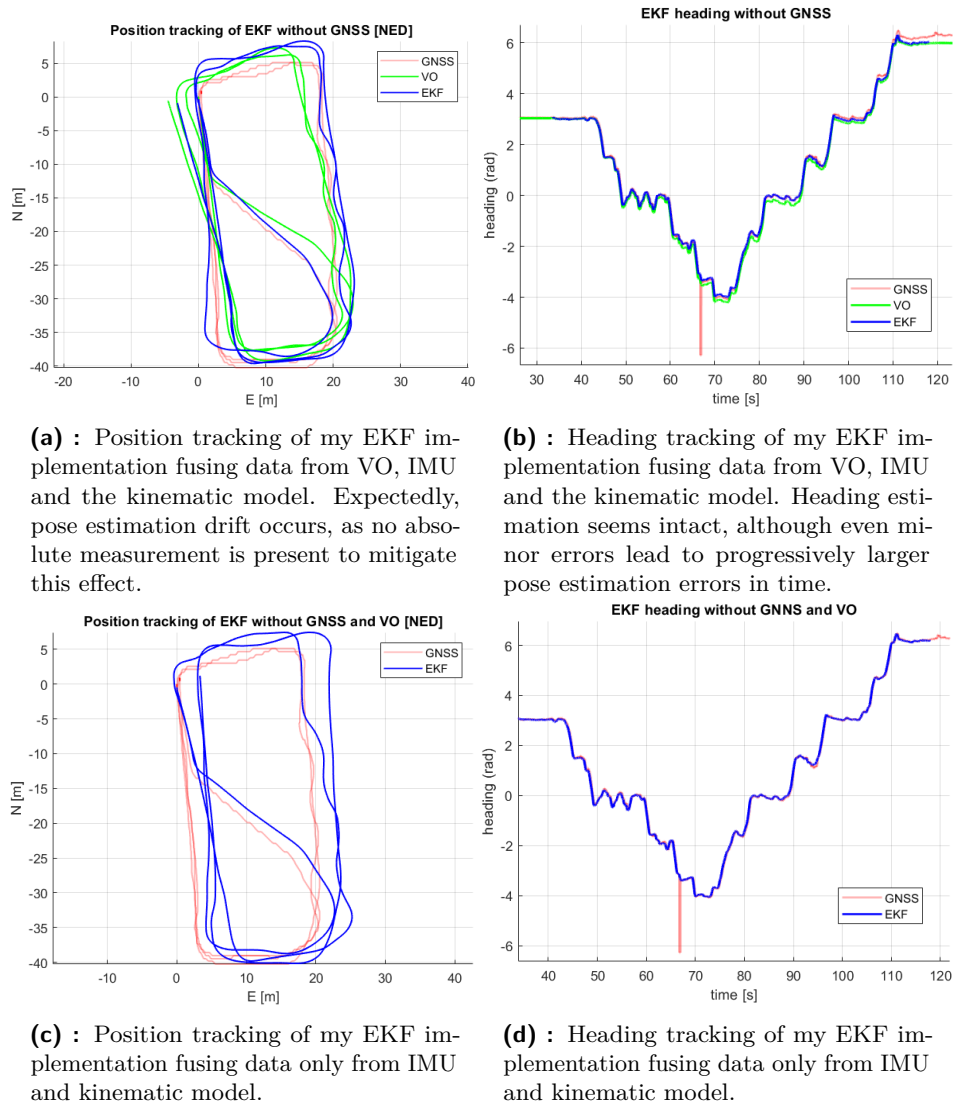 Position tracking of EKF without GNSS [NED]
GNSS
VO
EKF
5
0
-5
-10
-15
-20
-25
-30
-35
-40
N [m]
-20
-10
0
10
20
30
40
E [m]
EKF heading without GNSS
6
4
2
0
-2
-4
-6
heading (rad)
GNSS
VO
EKF
30
40
50
60
70
80
90
100
110
120
time [s]
(a) : Position tracking of my EKF im-
plementation fusing data from VO, IMU
and the kinematic model. Expectedly,
pose estimation drift occurs, as no abso-
lute measurement is present to mitigate
this effect.
(b) : Heading tracking of my EKF im-
plementation fusing data from VO, IMU
and the kinematic model. Heading esti-
mation seems intact, although even mi-
nor errors lead to progressively larger
pose estimation errors in time.
Position tracking of EKF without GNSS and VO [NED]
GNSS
EKF
5
0
-5
-10
-15
-20
-25
-30
-35
-40
N [m]
-10
0
10
20
30
40
E [m]
EKF heading without GNNS and VO
6
4
2
0
-2
-4
-6
heading (rad)
GNSS
EKF
40
50
60
70
80
90
100
110
120
time [s]
(c) : Position tracking of my EKF im-
plementation fusing data only from IMU
and kinematic model.
(d) : Heading tracking of my EKF im-
plementation fusing data only from IMU
and kinematic model.